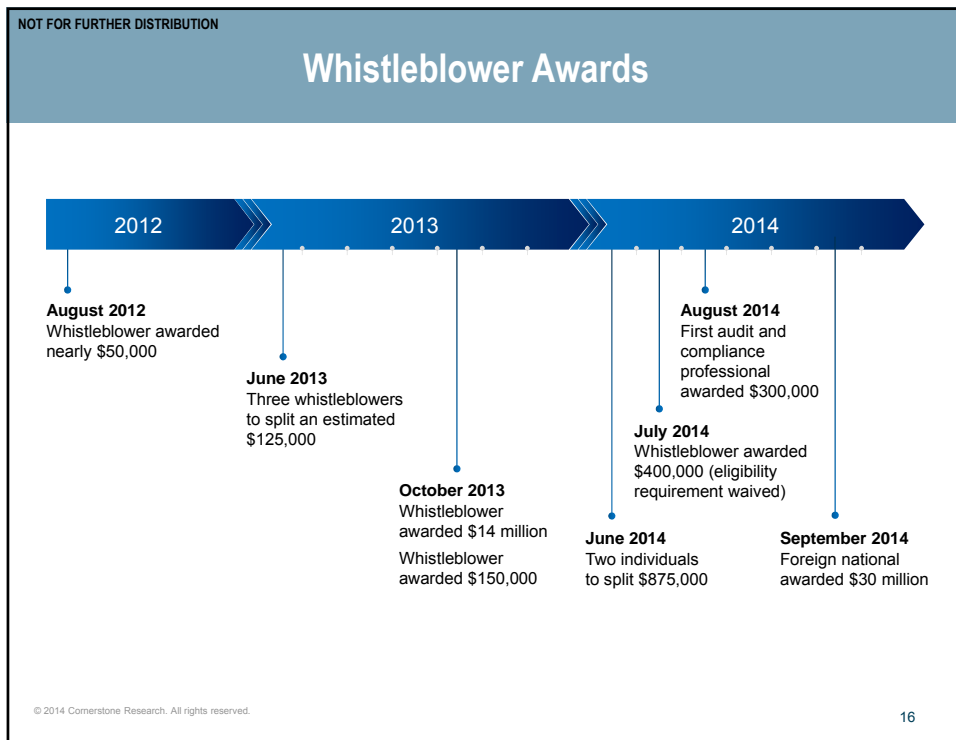 NOT FOR FURTHER DISTRIBUTION
Whistleblower Awards
2012
2013
2014
August 2012
Whistleblower awarded
nearly $50,000
June 2013
Three whistleblowers
to split an estimated
$125,000
October 2013
Whistleblower
awarded $14 million
Whistleblower
awarded $150,000
June 2014
Two individuals
to split $875,000
July 2014
Whistleblower awarded
$400,000 (eligibility
requirement waived)
August 2014
First audit and
compliance
professional
awarded $300,000
September 2014
Foreign national
awarded $30 million
© 2014 Cornerstone Research. All rights reserved.
16